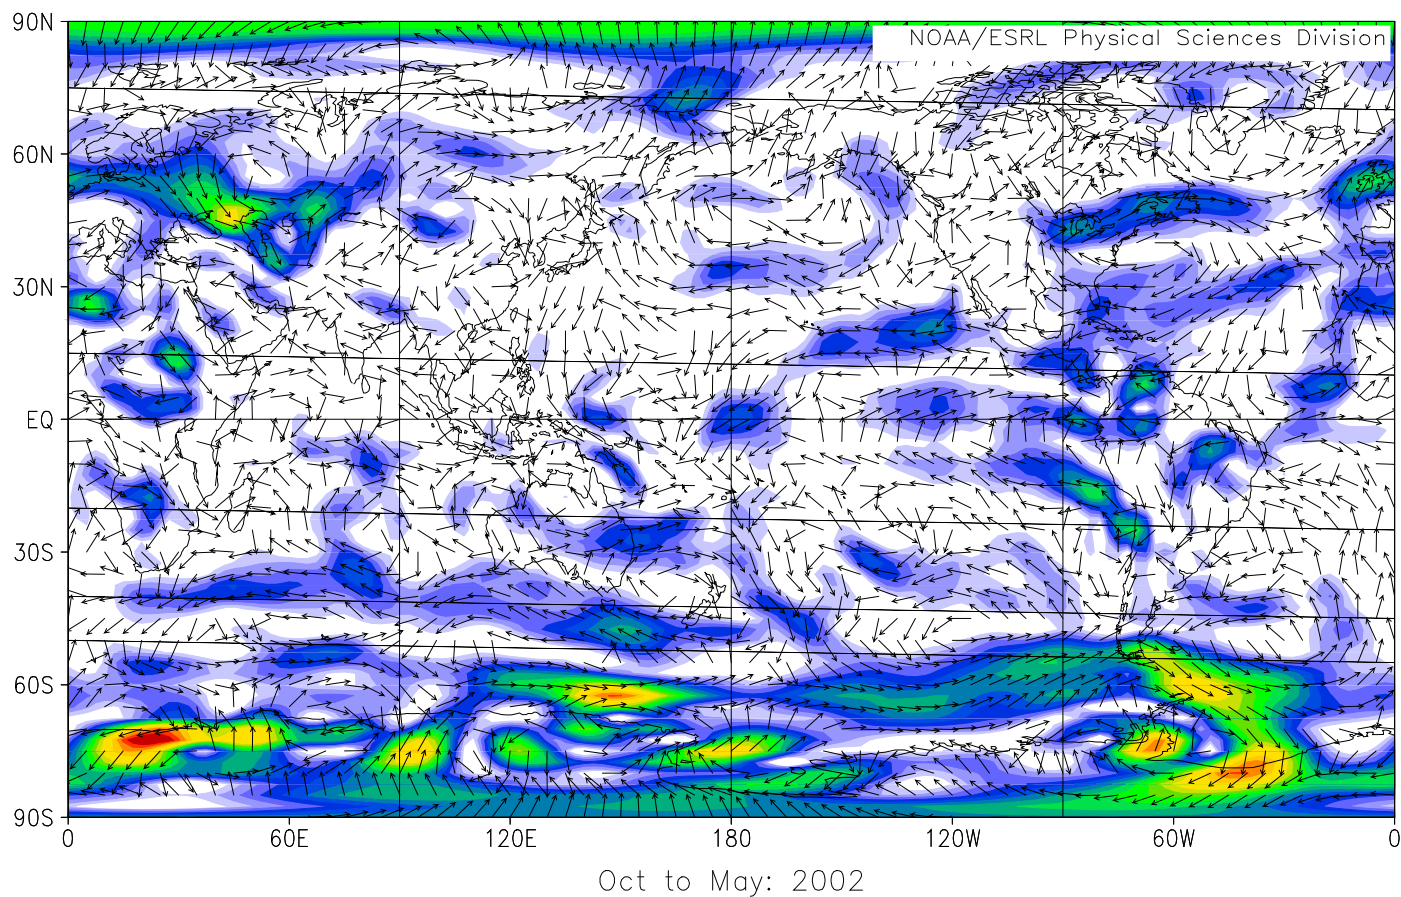 90N
NOAA/ESRL Physical Sciences Division
60N
30N
EQ
30S
60S
90S
0 60E 120E 180 120W 60W 0
Oct to May: 2002